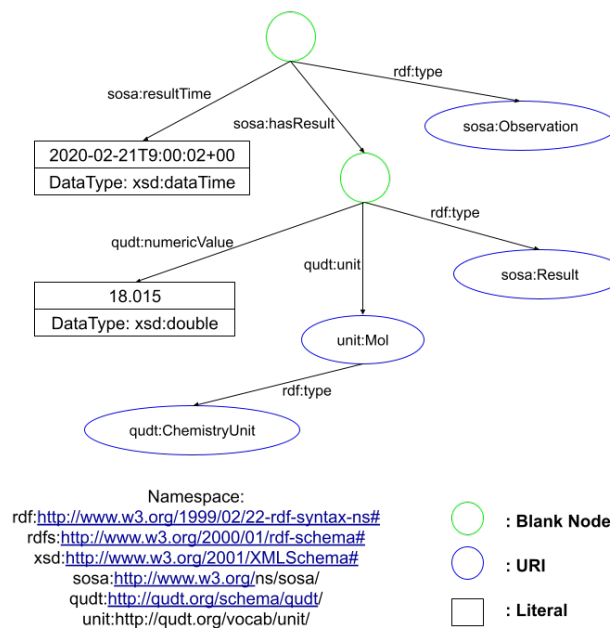 rdf:type
sosa:resultTime
sosa:hasResult
sosa:Observation
2020-02-21T9:00:02+00
DataType: xsd:dataTime
rdf:type
qudt:numericValue
qudt:unit
sosa:Result
18.015
DataType: xsd:double
unit:Mol
rdf:type
qudt:ChemistryUnit
Namespace:
rdf:http://www.w3.org/1999/02/22-rdf-syntax-ns#
rdfs:http://www.w3.org/2000/01/rdf-schema#
xsd:http://www.w3.org/2001/XMLSchema#
sosa:http://www.w3.org/ns/sosa/
qudt:http://qudt.org/schema/qudt/
unit:http://qudt.org/vocab/unit/
: Blank Node
: URI
: Literal